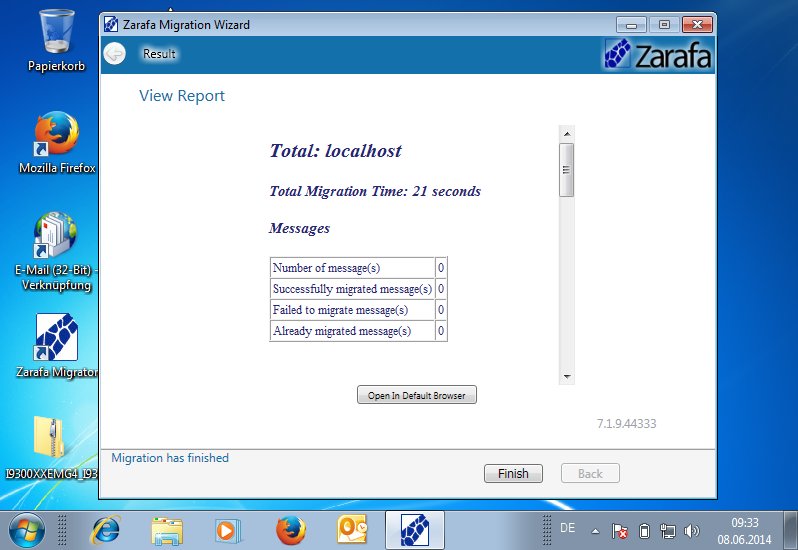 Zarafa Migration Wizard
Result
Zarafa
View Report
Total: localhost
Total Migration Time: 21 seconds
Messages
Number of message(s) 0
Successfully migrated message(s) 0
Failed to migrate message(s) 0
Already migrated message(s) 0
Open In Default Browser
7.1.9.44333
Migration has finished
Finish
Back
Papierkorb
Mozilla Firefox
E-Mail (32-Bit) -
Verknüpfung
Zarafa Migrator
I9300XXEMG4_I93
DE
09:33
08.06.2014